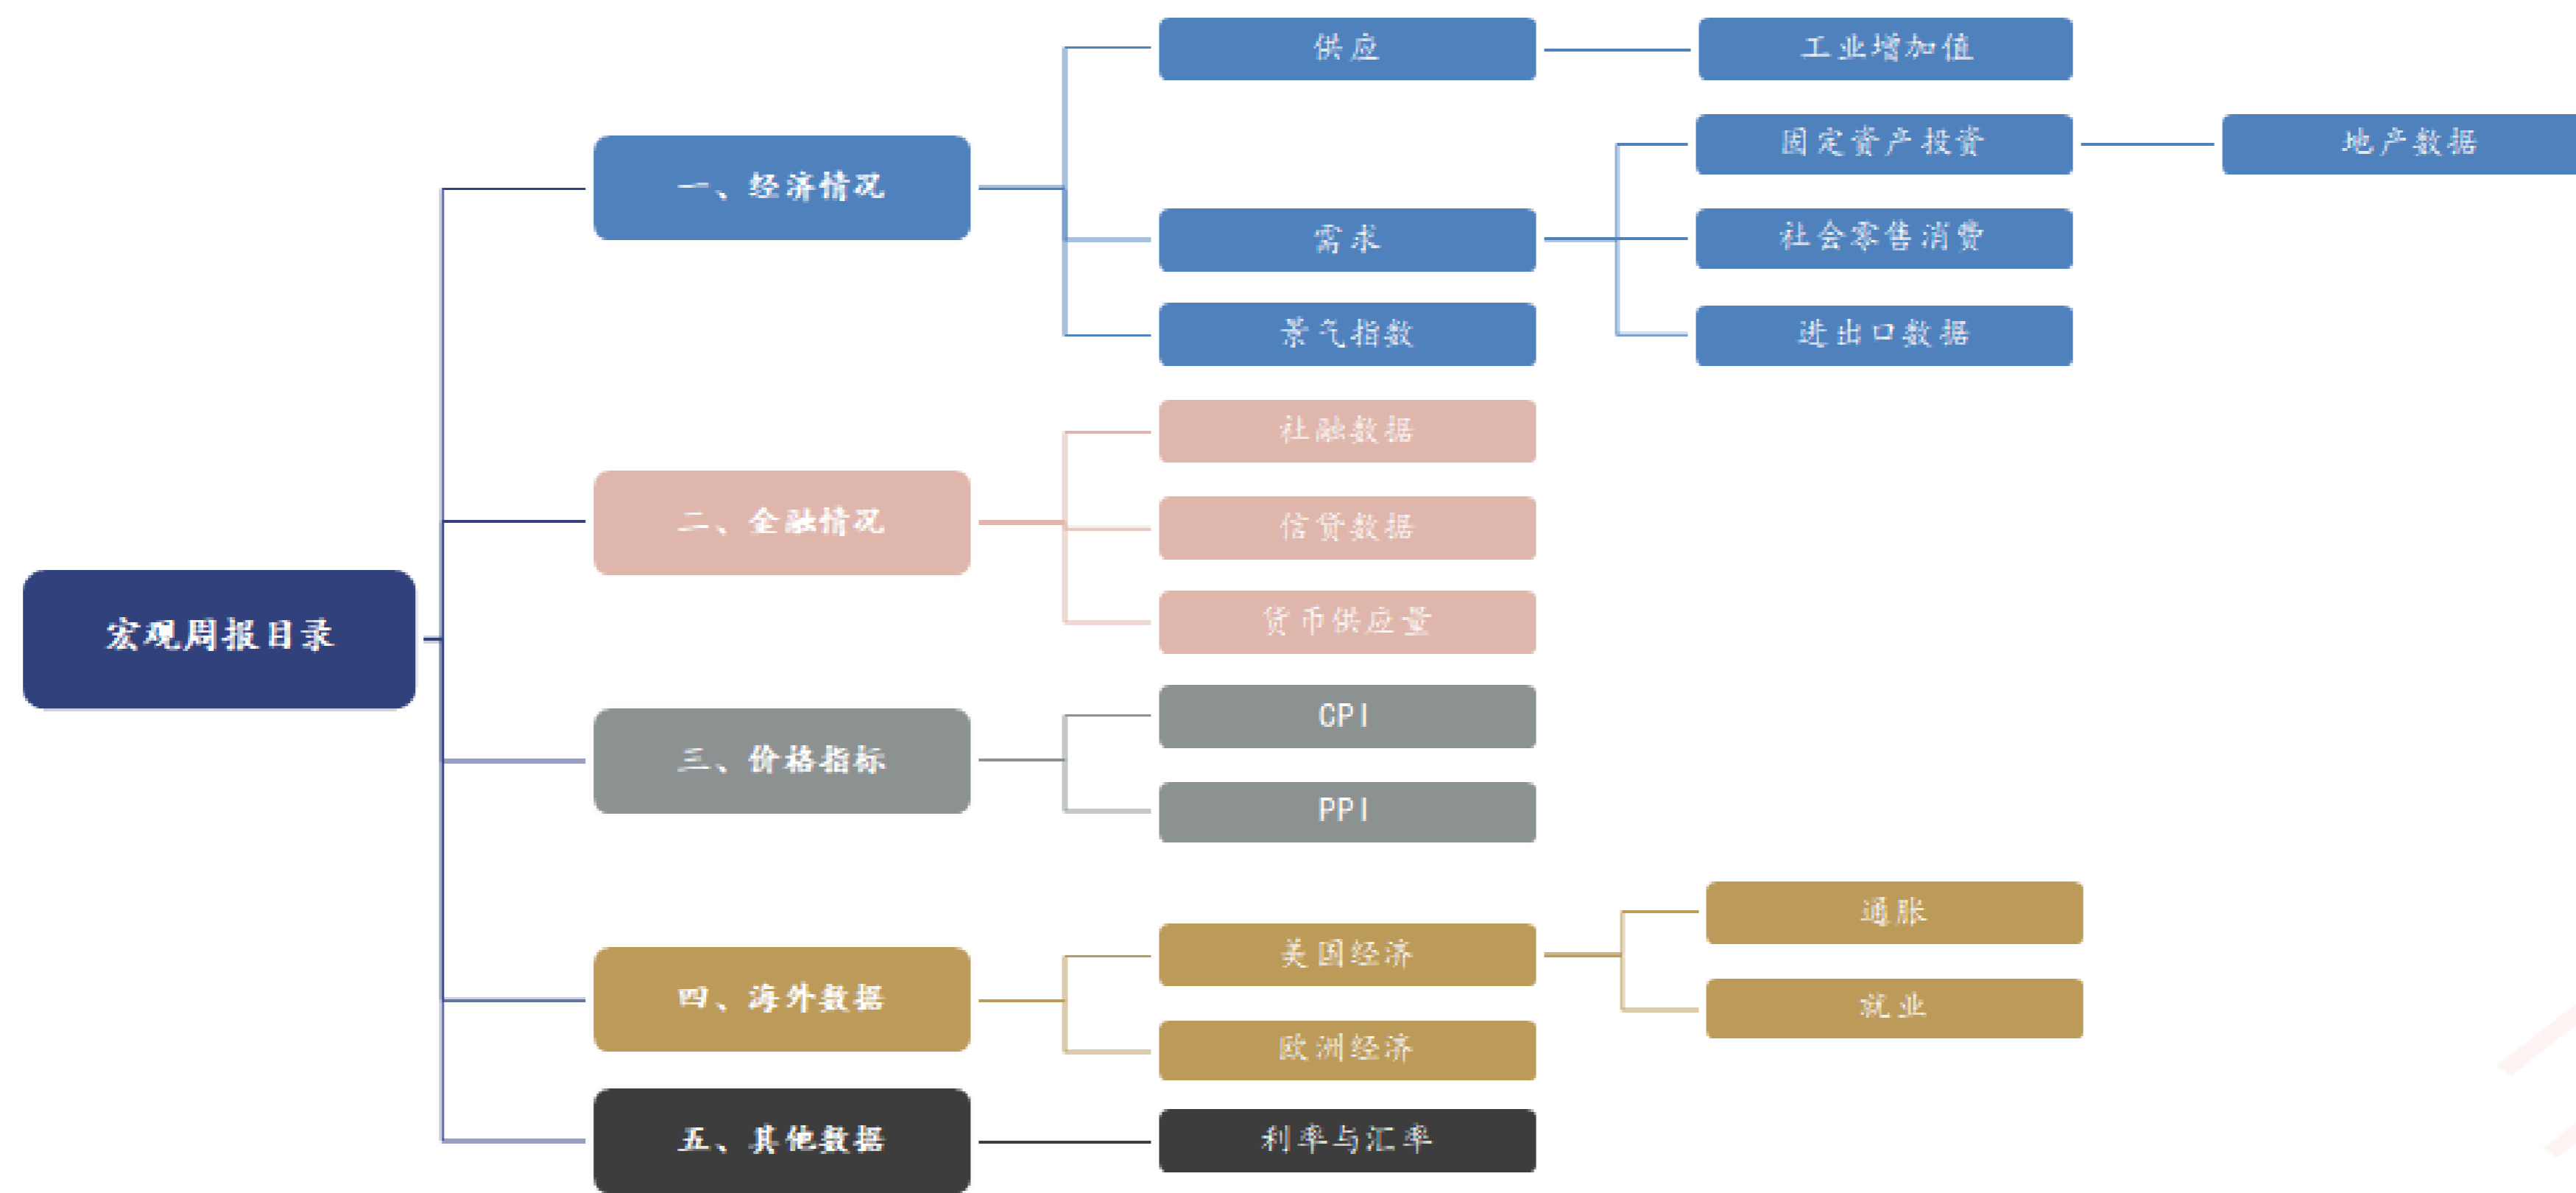 宏观周报目录
一、经济情况
供应
工业增加值
需求
固定资产投资
地产数据
社会零售消费
进出口数据
景气指数
二、金融情况
社融数据
信贷数据
货币供应量
三、价格指标
CPI
PPI
四、海外数据
美国经济
通胀
就业
欧洲经济
五、其他数据
利率与汇率